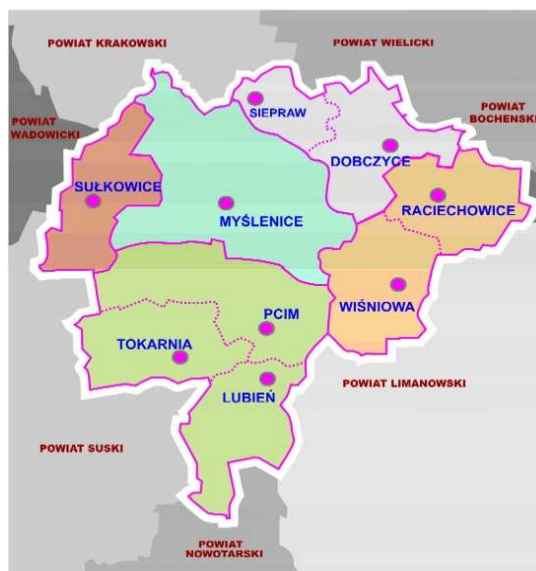 POWIAT KRAKOWSKI
POWIAT WIELICKI
POWIAT
BOCHENSKI
POWIAT
WADOWICKI
SIEPRAW
DOBCZYCE
SUŁKOWICE
RACIECHOWICE
MYŚLENICE
WIŚNIOWA
PCIM
TOKARNIA
LUBIEŃ
POWIAT LIMANOWSKI
POWIAT SUSKI
POWIAT
NOWOTARSKI